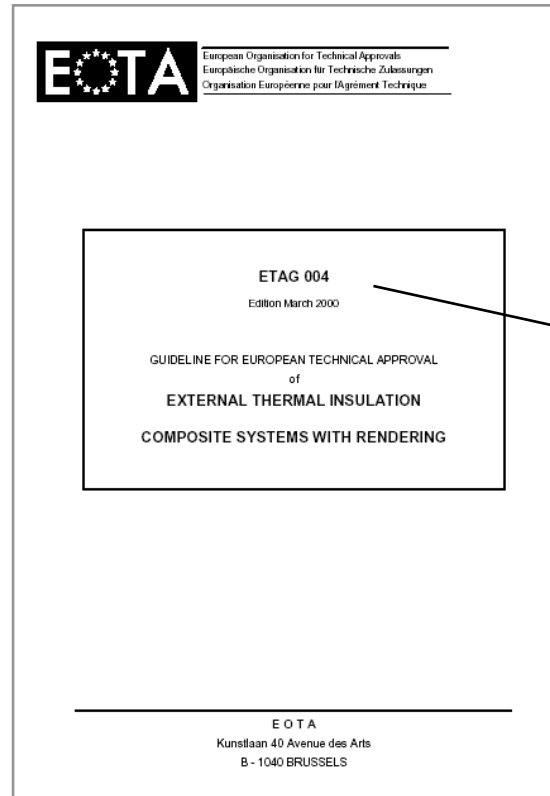 EOTA
European Organisation for Technical Approvals
Europäische Organisation für Technische Zulassungen
Organisation Européenne pour l'Agrément Technique
ETAG 004
Edition March 2000
GUIDELINE FOR EUROPEAN TECHNICAL APPROVAL
of
EXTERNAL THERMAL INSULATION
COMPOSITE SYSTEMS WITH RENDERING
E O T A
Kunstlaan 40 Avenue des Arts
B - 1040 BRUSSELS